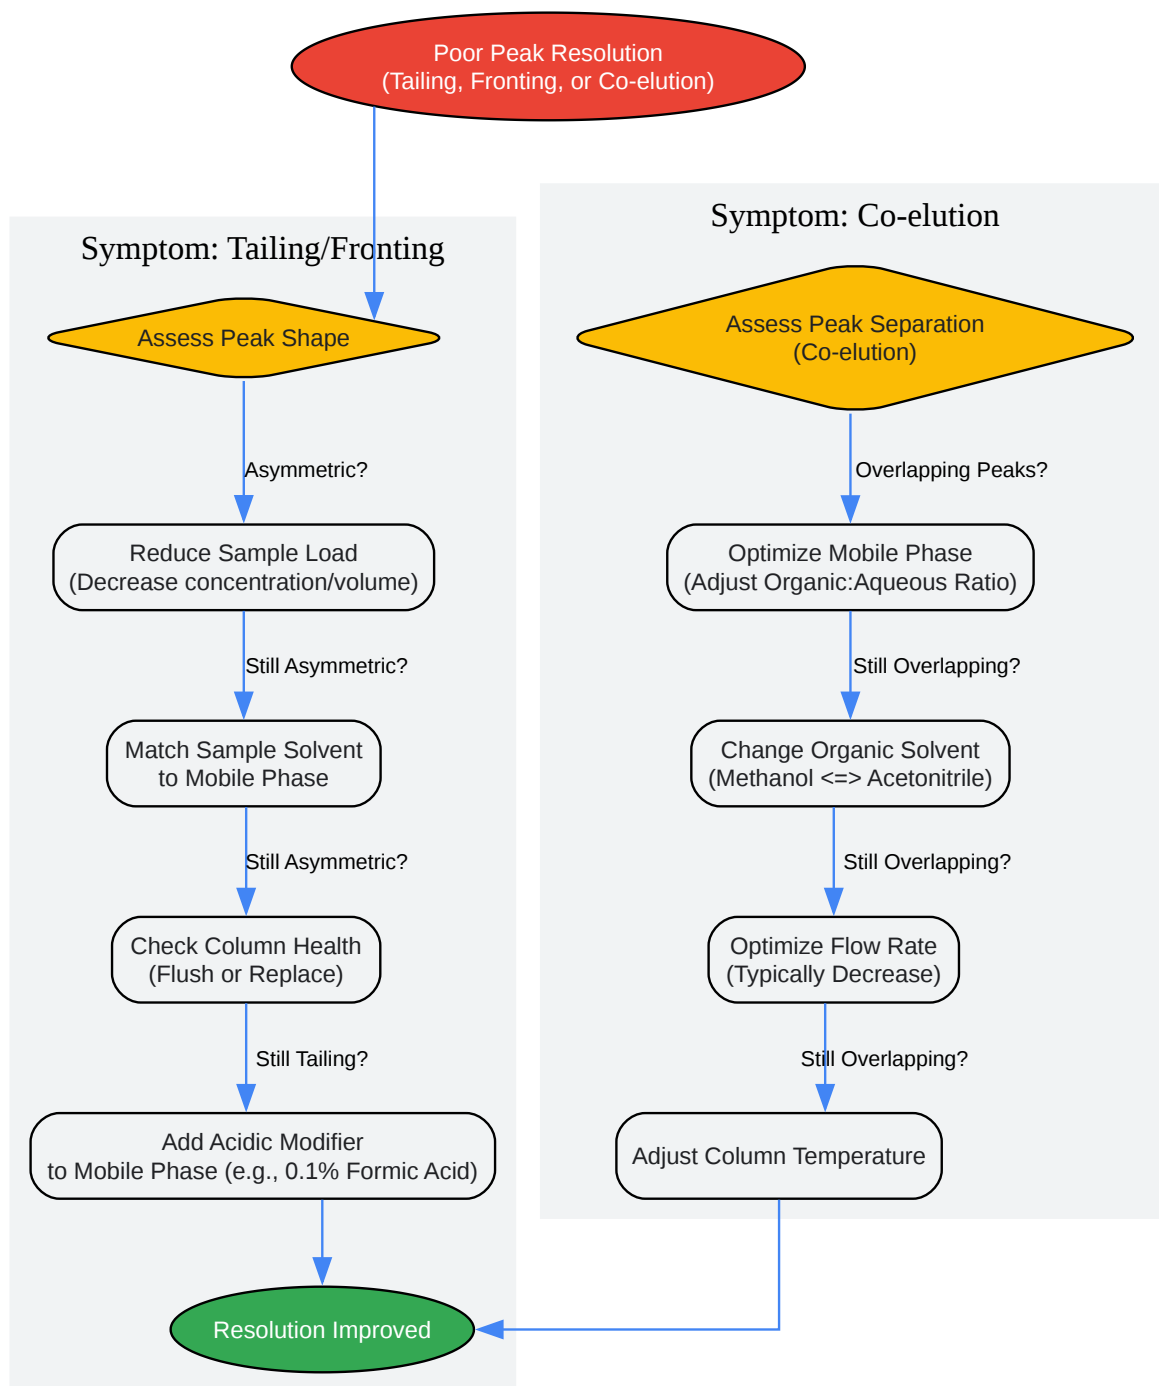 Poor Peak Resolution
(Tailing, Fronting, or Co-elution)
Symptom: Tailing/Fronting
Assess Peak Shape
Asymmetric?
Reduce Sample Load
(Decrease concentration/volume)
Still Asymmetric?
Match Sample Solvent
to Mobile Phase
Still Asymmetric?
Check Column Health
(Flush or Replace)
Still Tailing?
Add Acidic Modifier
to Mobile Phase (e.g., 0.1% Formic Acid)
Resolution Improved
Symptom: Co-elution
Assess Peak Separation
(Co-elution)
Overlapping Peaks?
Optimize Mobile Phase
(Adjust Organic:Aqueous Ratio)
Still Overlapping?
Change Organic Solvent
(Methanol <=> Acetonitrile)
Still Overlapping?
Optimize Flow Rate
(Typically Decrease)
Still Overlapping?
Adjust Column Temperature